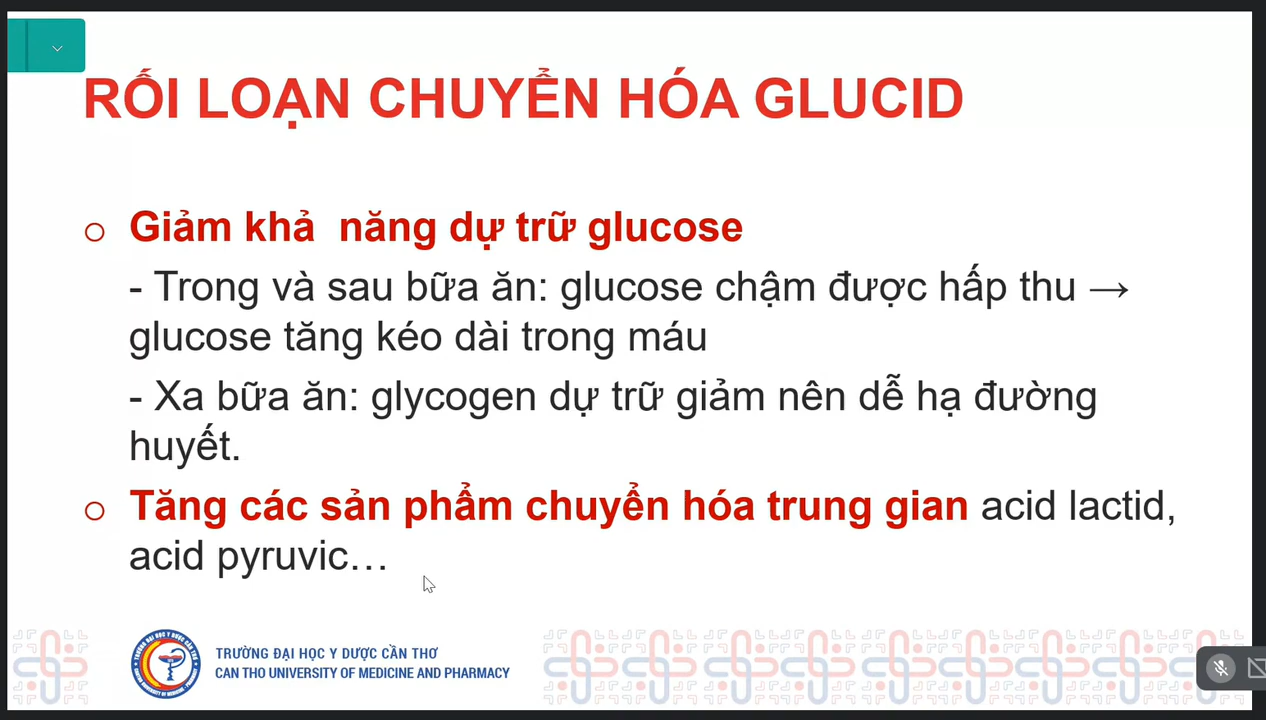 RỐI LOẠN CHUYỂN HÓA GLUCID
o Giảm khả năng dự trữ glucose
- Trong và sau bữa ăn: glucose chậm được hấp thu →
glucose tăng kéo dài trong máu
- Xa bữa ăn: glycogen dự trữ giảm nên dễ hạ đường
huyết.
o Tăng các sản phẩm chuyển hóa trung gian acid lactid,
acid pyruvic…
TRƯỜNG ĐẠI HỌC Y DƯỢC CẦN THƠ
CAN THO UNIVERSITY OF MEDICINE AND PHARMACY